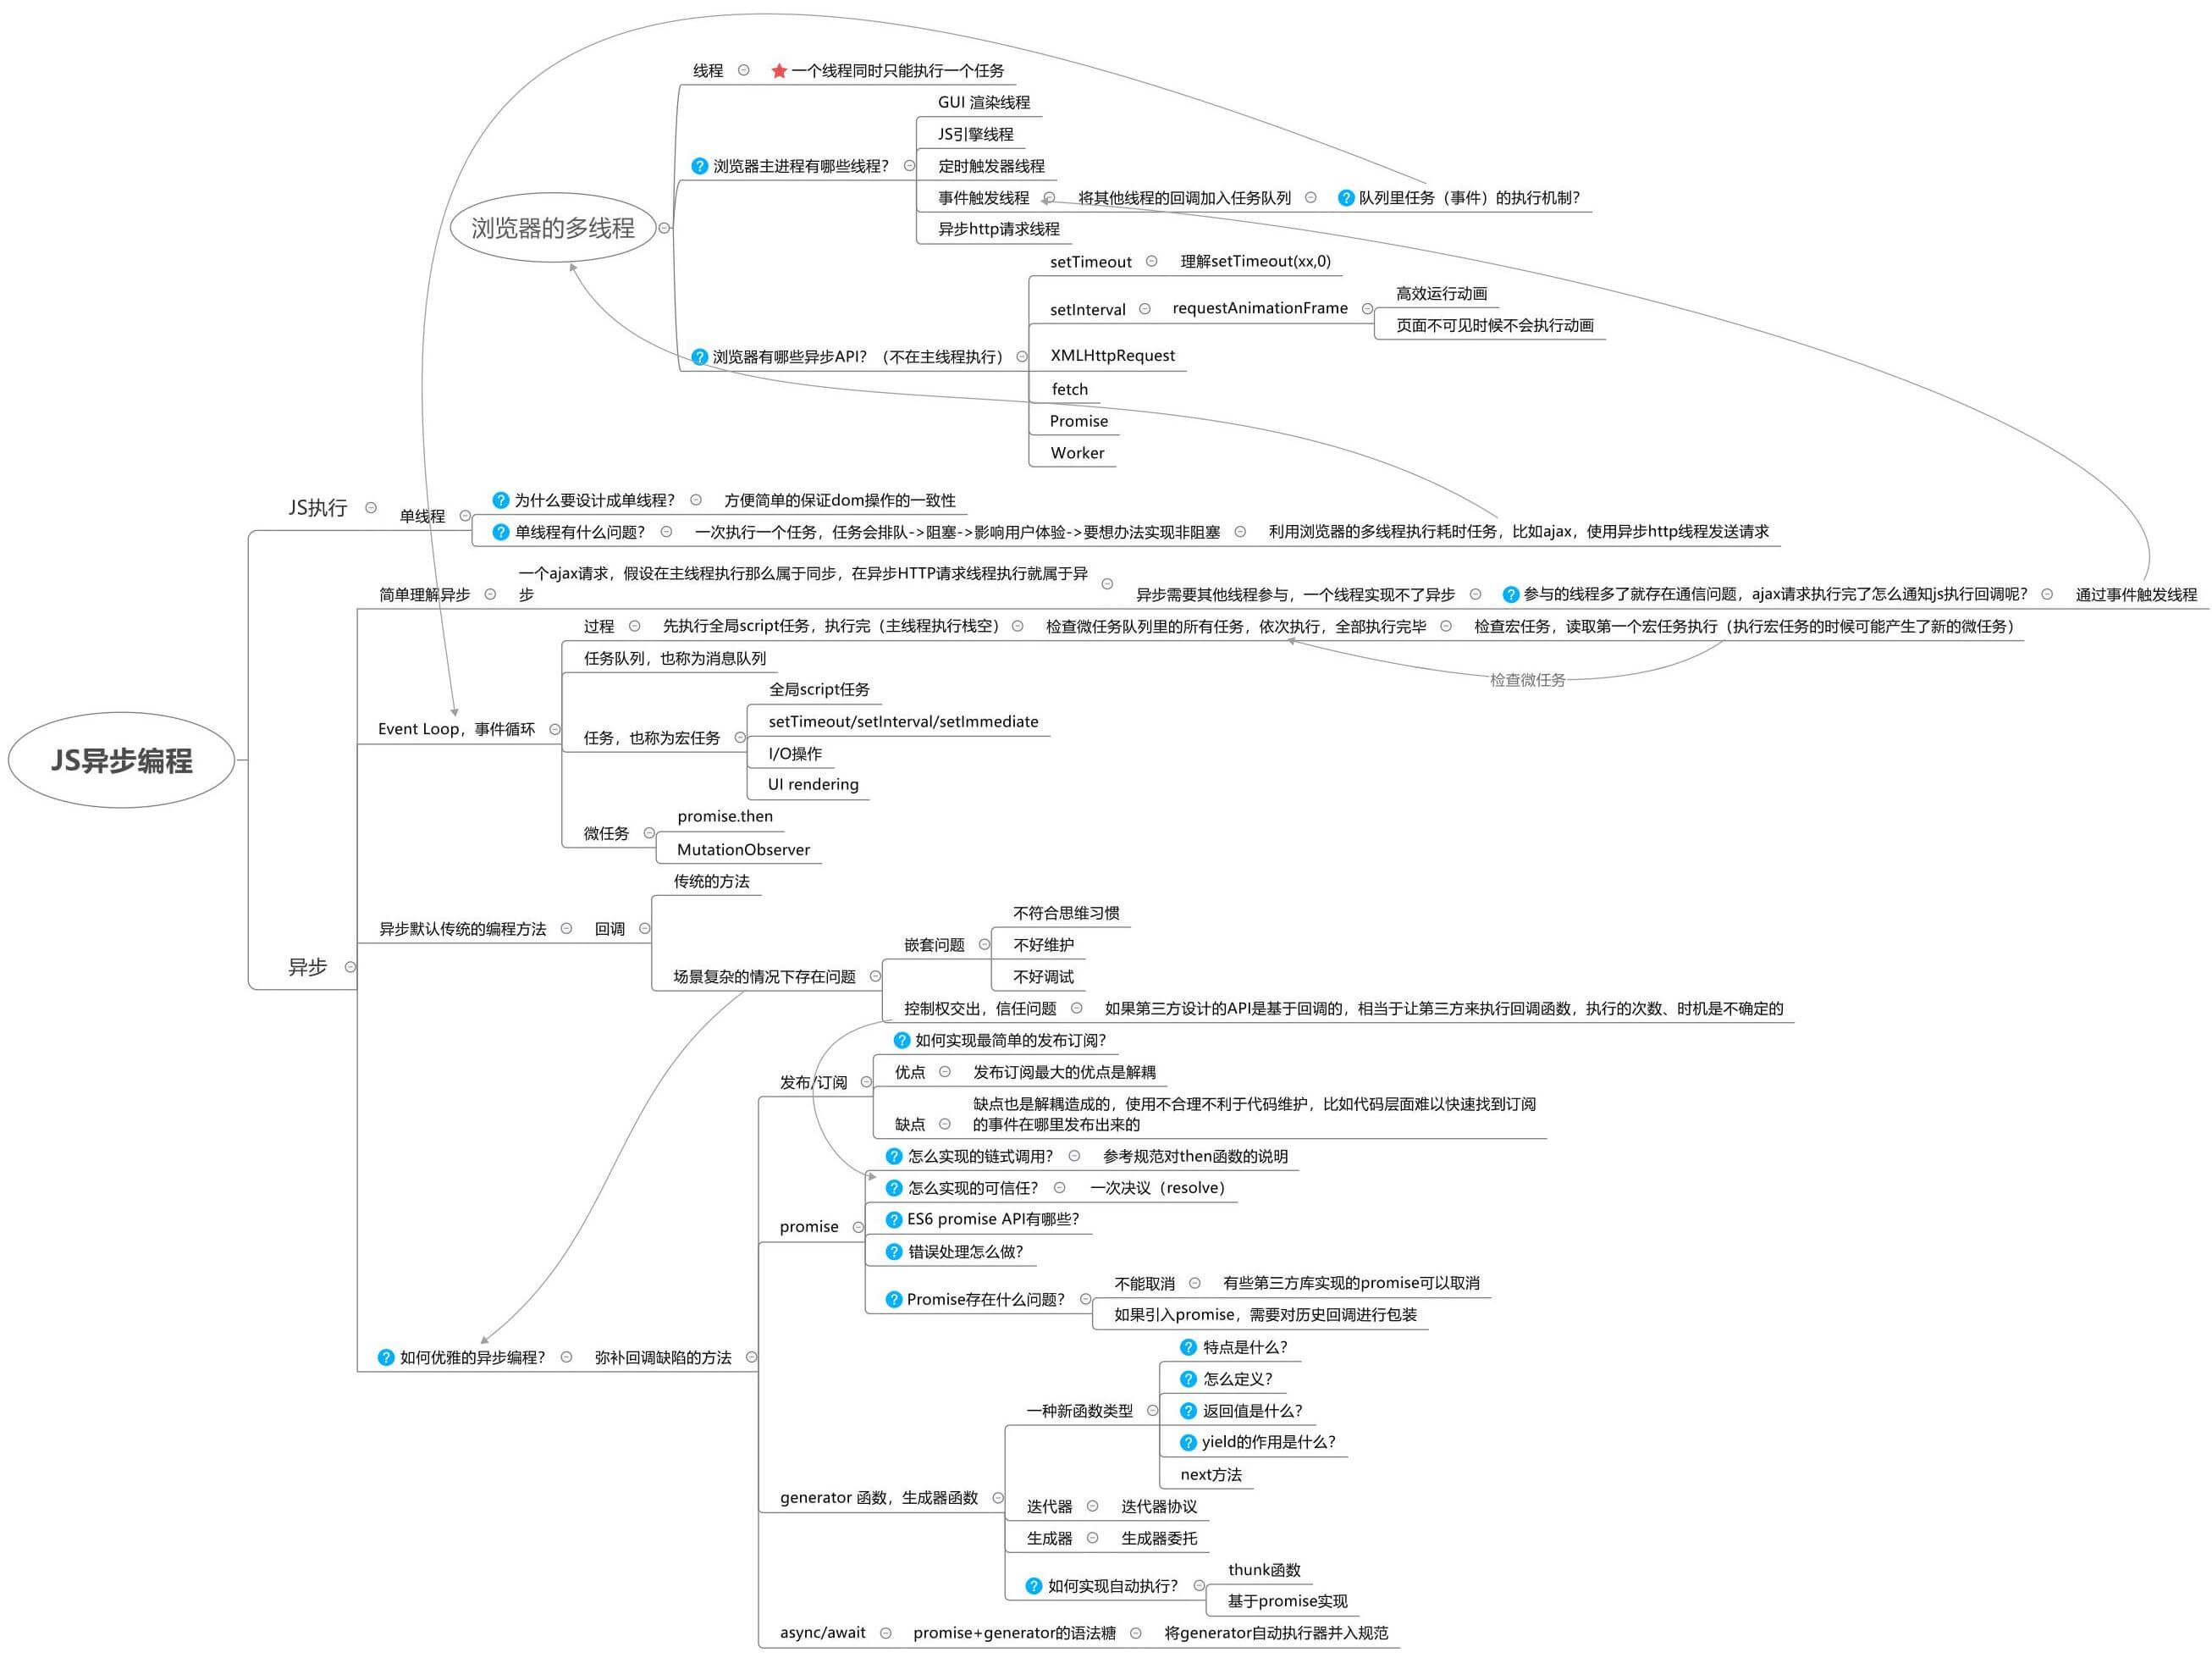 线程
一个线程同时只能执行一个任务
GUI 渲染线程
JS引擎线程
浏览器主进程有哪些线程？
定时触发器线程
事件触发线程
将其他线程的回调加入任务队列
队列里任务（事件）的执行机制？
浏览器的多线程
异步http请求线程
setTimeout
理解setTimeout(xx,0)
setInterval
requestAnimationFrame
高效运行动画
页面不可见时候不会执行动画
浏览器有哪些异步API？（不在主线程执行）
XMLHttpRequest
fetch
Promise
Worker
JS执行
单线程
为什么要设计成单线程？
方便简单的保证dom操作的一致性
单线程有什么问题？
一次执行一个任务，任务会排队->阻塞->影响用户体验->要想办法实现非阻塞
利用浏览器的多线程执行耗时任务，比如ajax，使用异步http线程发送请求
简单理解异步
一个ajax请求，假设在主线程执行那么属于同步，在异步HTTP请求线程执行就属于异
步
异步需要其他线程参与，一个线程实现不了异步
参与的线程多了就存在通信问题，ajax请求执行完了怎么通知js执行回调呢？
通过事件触发线程
过程
先执行全局script任务，执行完（主线程执行栈空）
检查微任务队列里的所有任务，依次执行，全部执行完毕
检查宏任务，读取第一个宏任务执行（执行宏任务的时候可能产生了新的微任务）
检查微任务
任务队列，也称为消息队列
全局script任务
setTimeout/setInterval/setImmediate
Event Loop，事件循环
任务，也称为宏任务
I/O操作
UI rendering
JS异步编程
微任务
promise.then
MutationObserver
传统的方法
异步默认传统的编程方法
回调
不符合思维习惯
嵌套问题
不好维护
异步
场景复杂的情况下存在问题
不好调试
控制权交出，信任问题
如果第三方设计的API是基于回调的，相当于让第三方来执行回调函数，执行的次数、时机是不确定的
如何实现最简单的发布订阅？
发布/订阅
优点
发布订阅最大的优点是解耦
缺点
缺点也是解耦造成的，使用不合理不利于代码维护，比如代码层面难以快速找到订阅
的事件在哪里发布出来的
怎么实现的链式调用？
参考规范对then函数的说明
怎么实现的可信任？
一次决议（resolve）
promise
ES6 promise API有哪些？
错误处理怎么做？
Promise存在什么问题？
不能取消
有些第三方库实现的promise可以取消
如果引入promise，需要对历史回调进行包装
如何优雅的异步编程？
弥补回调缺陷的方法
特点是什么？
怎么定义？
一种新函数类型
返回值是什么？
yield的作用是什么？
next方法
generator 函数，生成器函数
迭代器
迭代器协议
生成器
生成器委托
如何实现自动执行？
thunk函数
基于promise实现
async/await
promise+generator的语法糖
将generator自动执行器并入规范